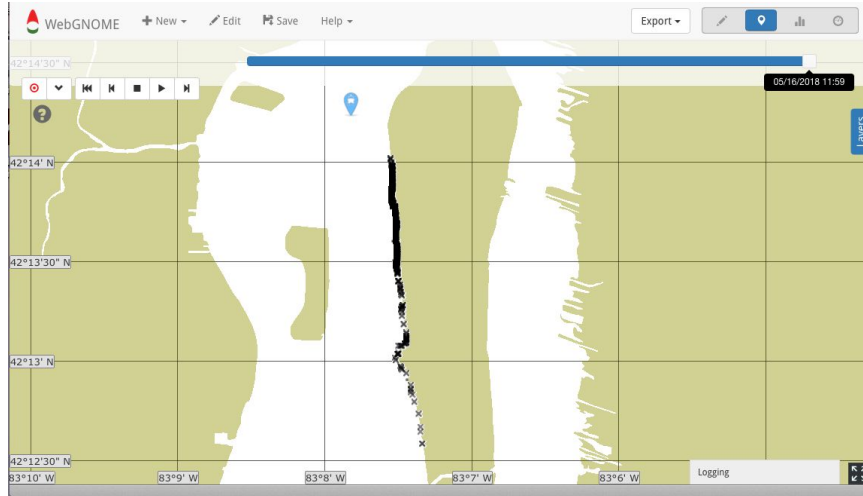 WebGNOME New Edit Save Help Export
42°14'30" N
05/16/2018 11:59
?
Layers
42°14' N
42°13'30" N
42°13' N
42°12'30" N
83°10' W 83°9' W 83°8' W 83°7' W 83°6' W
Logging